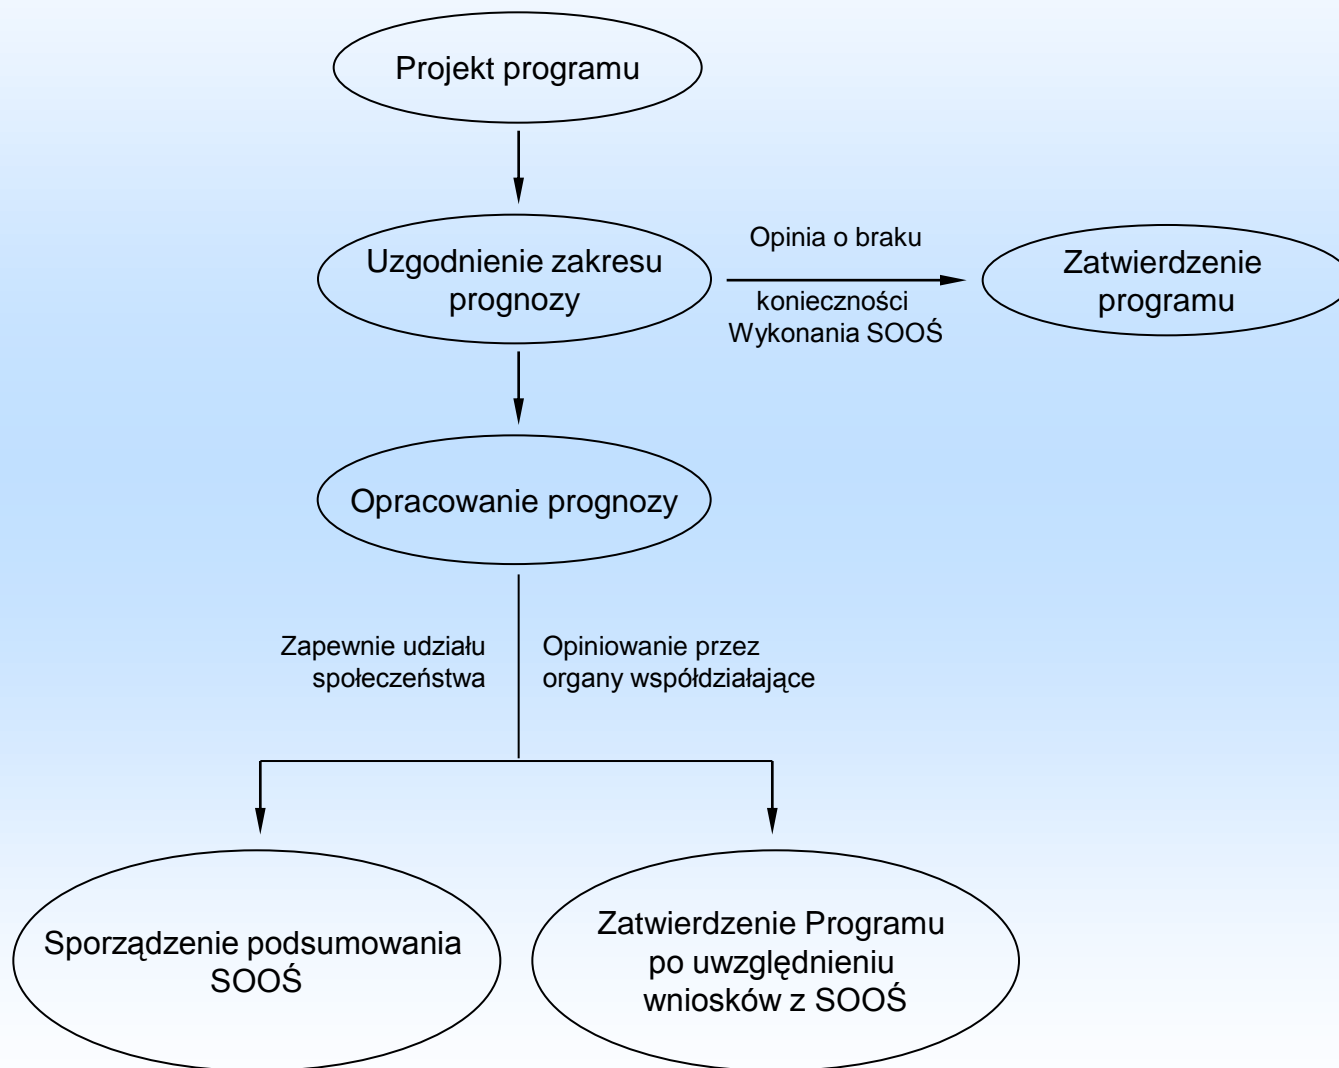 Projekt programu
Uzgodnienie zakresu
prognozy
Opinia o braku
konieczności
Wykonania SOOŚ
Zatwierdzenie
programu
Opracowanie prognozy
Zapewnie udziału
społeczeństwa
Opiniowanie przez
organy współdziałające
Sporządzenie podsumowania
SOOŚ
Zatwierdzenie Programu
po uwzględnieniu
wniosków z SOOŚ